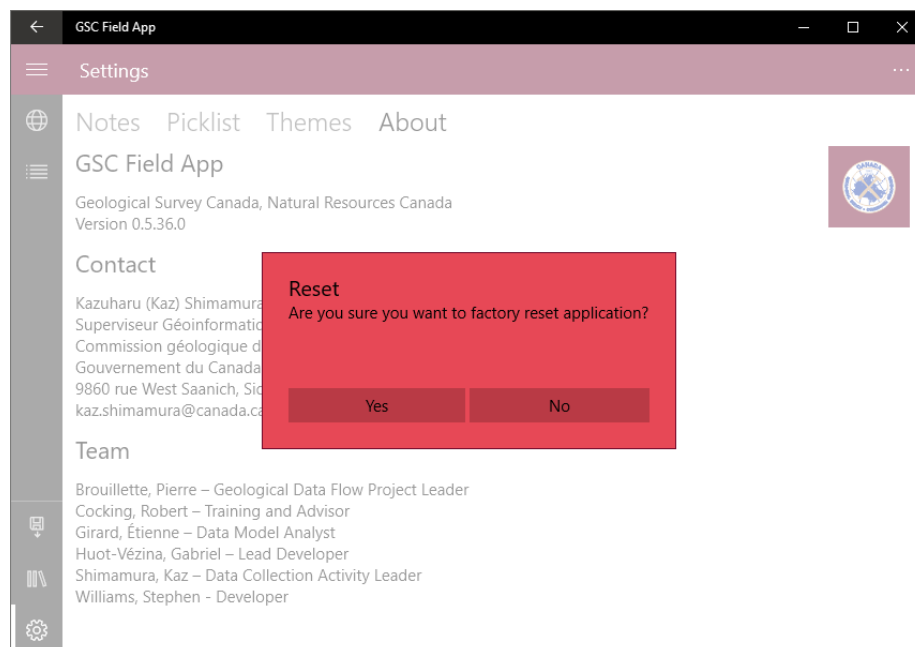 GSC Field App
Settings
Notes Picklist Themes About
GSC Field App
Geological Survey Canada, Natural Resources Canada
Version 0.5.36.0
Contact
Kazuharu (Kaz) Shimamura
Superviseur Géoinformatic
Commission géologique d
Gouvernement du Canada
9860 rue West Saanich, Sid
kaz.shimamura@canada.ca
Reset
Are you sure you want to factory reset application?
Yes No
Team
Brouillette, Pierre – Geological Data Flow Project Leader
Cocking, Robert – Training and Advisor
Girard, Étienne – Data Model Analyst
Huot-Vézina, Gabriel – Lead Developer
Shimamura, Kaz – Data Collection Activity Leader
Williams, Stephen - Developer
CANADA